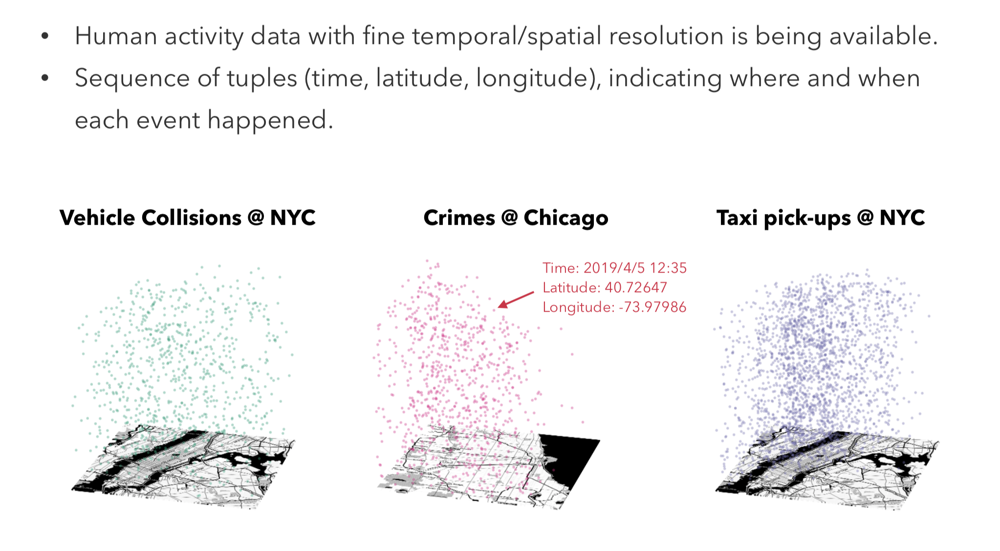 • Human activity data with fine temporal/spatial resolution is being available.
• Sequence of tuples (time, latitude, longitude), indicating where and when
each event happened.
Vehicle Collisions @ NYC
Crimes @ Chicago
Taxi pick-ups @ NYC
Time: 2019/4/5 12:35
Latitude: 40.72647
Longitude: -73.97986